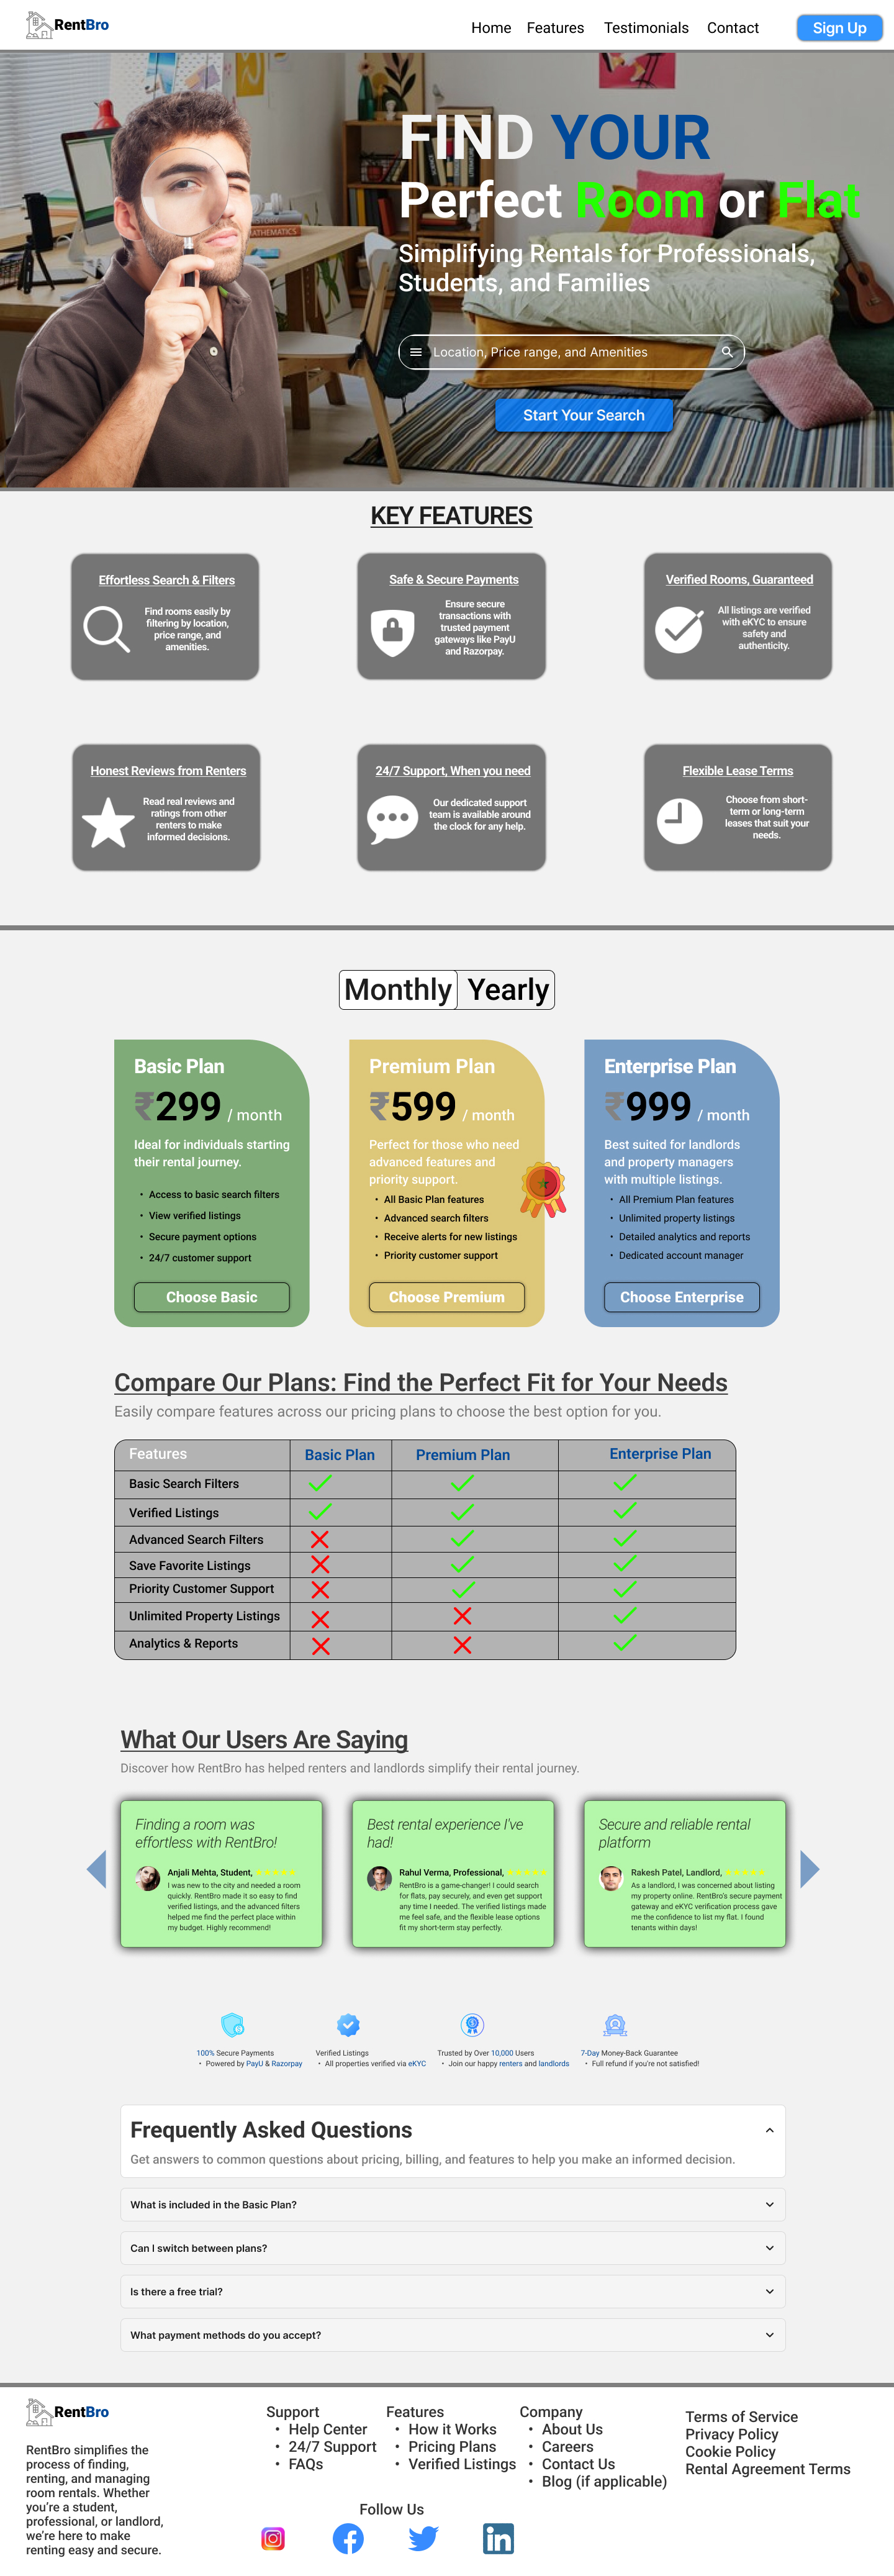 RentBro
Home Features Testimonials Contact Sign Up
FIND YOUR
Perfect Room or Flat
Simplifying Rentals for Professionals,
Students, and Families
Location, Price range, and Amenities
Start Your Search
HISTORY
MATHEMATICS
KEY FEATURES
Effortless Search & Filters
Find rooms easily by
filtering by location,
price range, and
amenities.
Safe & Secure Payments
Ensure secure
transactions with
trusted payment
gateways like PayU
and Razorpay.
Verified Rooms, Guaranteed
All listings are verified
with eKYC to ensure
safety and
authenticity.
Honest Reviews from Renters
Read real reviews and
ratings from other
renters to make
informed decisions.
24/7 Support, When you need
Our dedicated support
team is available around
the clock for any help.
Flexible Lease Terms
Choose from short-
term or long-term
leases that suit your
needs.
Monthly Yearly
Basic Plan
₹299 / month
Ideal for individuals starting
their rental journey.
• Access to basic search filters
• View verified listings
• Secure payment options
• 24/7 customer support
Choose Basic
Premium Plan
₹599 / month
Perfect for those who need
advanced features and
priority support.
• All Basic Plan features
• Advanced search filters
• Receive alerts for new listings
• Priority customer support
Choose Premium
Enterprise Plan
₹999 / month
Best suited for landlords
and property managers
with multiple listings.
• All Premium Plan features
• Unlimited property listings
• Detailed analytics and reports
• Dedicated account manager
Choose Enterprise
Compare Our Plans: Find the Perfect Fit for Your Needs
Easily compare features across our pricing plans to choose the best option for you.
Features Basic Plan Premium Plan Enterprise Plan
Basic Search Filters
Verified Listings
Advanced Search Filters
Save Favorite Listings
Priority Customer Support
Unlimited Property Listings
Analytics & Reports
What Our Users Are Saying
Discover how RentBro has helped renters and landlords simplify their rental journey.
Finding a room was
effortless with RentBro!
Anjali Mehta, Student, ★★★★★
I was new to the city and needed a room
quickly. RentBro made it so easy to find
verified listings, and the advanced filters
helped me find the perfect place within
my budget. Highly recommend!
Best rental experience I've
had!
Rahul Verma, Professional, ★★★★★
RentBro is a game-changer! I could search
for flats, pay securely, and even get support
any time I needed. The verified listings made
me feel safe, and the flexible lease options
fit my short-term stay perfectly.
Secure and reliable rental
platform
Rakesh Patel, Landlord, ★★★★★
As a landlord, I was concerned about listing
my property online. RentBro's secure payment
gateway and eKYC verification process gave
me the confidence to list my flat. I found
tenants within days!
100% Secure Payments
• Powered by PayU & Razorpay
Verified Listings
• All properties verified via eKYC
Trusted by Over 10,000 Users
• Join our happy renters and landlords
7-Day Money-Back Guarantee
• Full refund if you're not satisfied!
Frequently Asked Questions
Get answers to common questions about pricing, billing, and features to help you make an informed decision.
What is included in the Basic Plan?
Can I switch between plans?
Is there a free trial?
What payment methods do you accept?
RentBro
RentBro simplifies the
process of finding,
renting, and managing
room rentals. Whether
you're a student,
professional, or landlord,
we're here to make
renting easy and secure.
Support
• Help Center
• 24/7 Support
• FAQs
Features
• How it Works
• Pricing Plans
• Verified Listings
Company
• About Us
• Careers
• Contact Us
• Blog (if applicable)
Terms of Service
Privacy Policy
Cookie Policy
Rental Agreement Terms
Follow Us